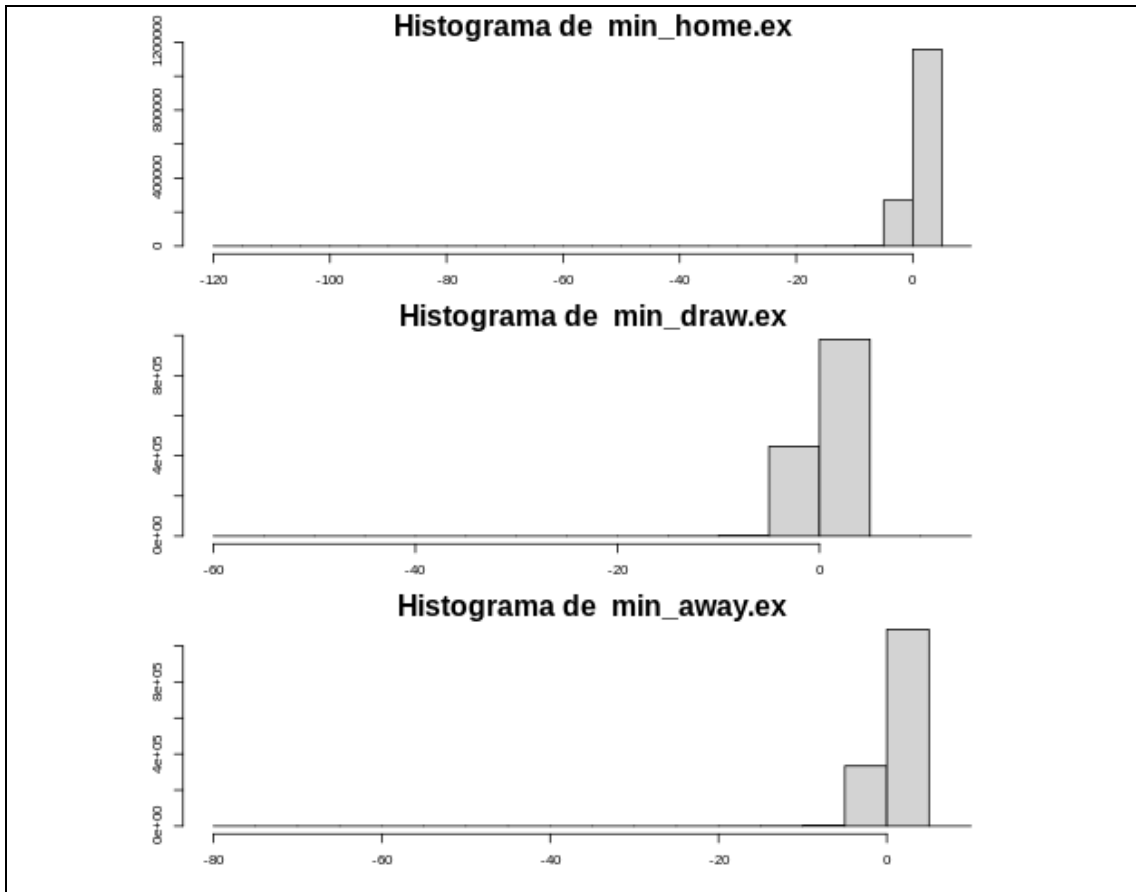 Histograma de  min_home.ex
1200000
800000
400000
0
-120 -100 -80 -60 -40 -20 0
Histograma de  min_draw.ex
8e+05
4e+05
0e+00
-60 -40 -20 0
Histograma de  min_away.ex
8e+05
4e+05
0e+00
-80 -60 -40 -20 0